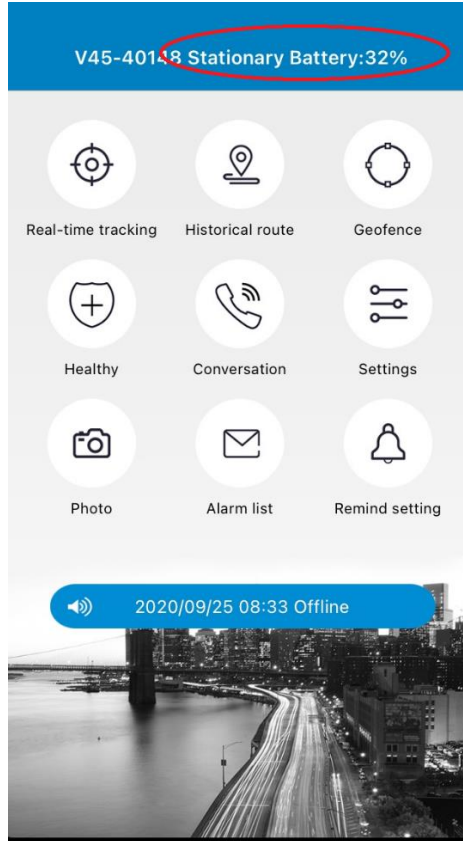 V45-40148 Stationary Battery:32%
Real-time tracking Historical route Geofence
Healthy Conversation Settings
Photo Alarm list Remind setting
2020/09/25 08:33 Offline